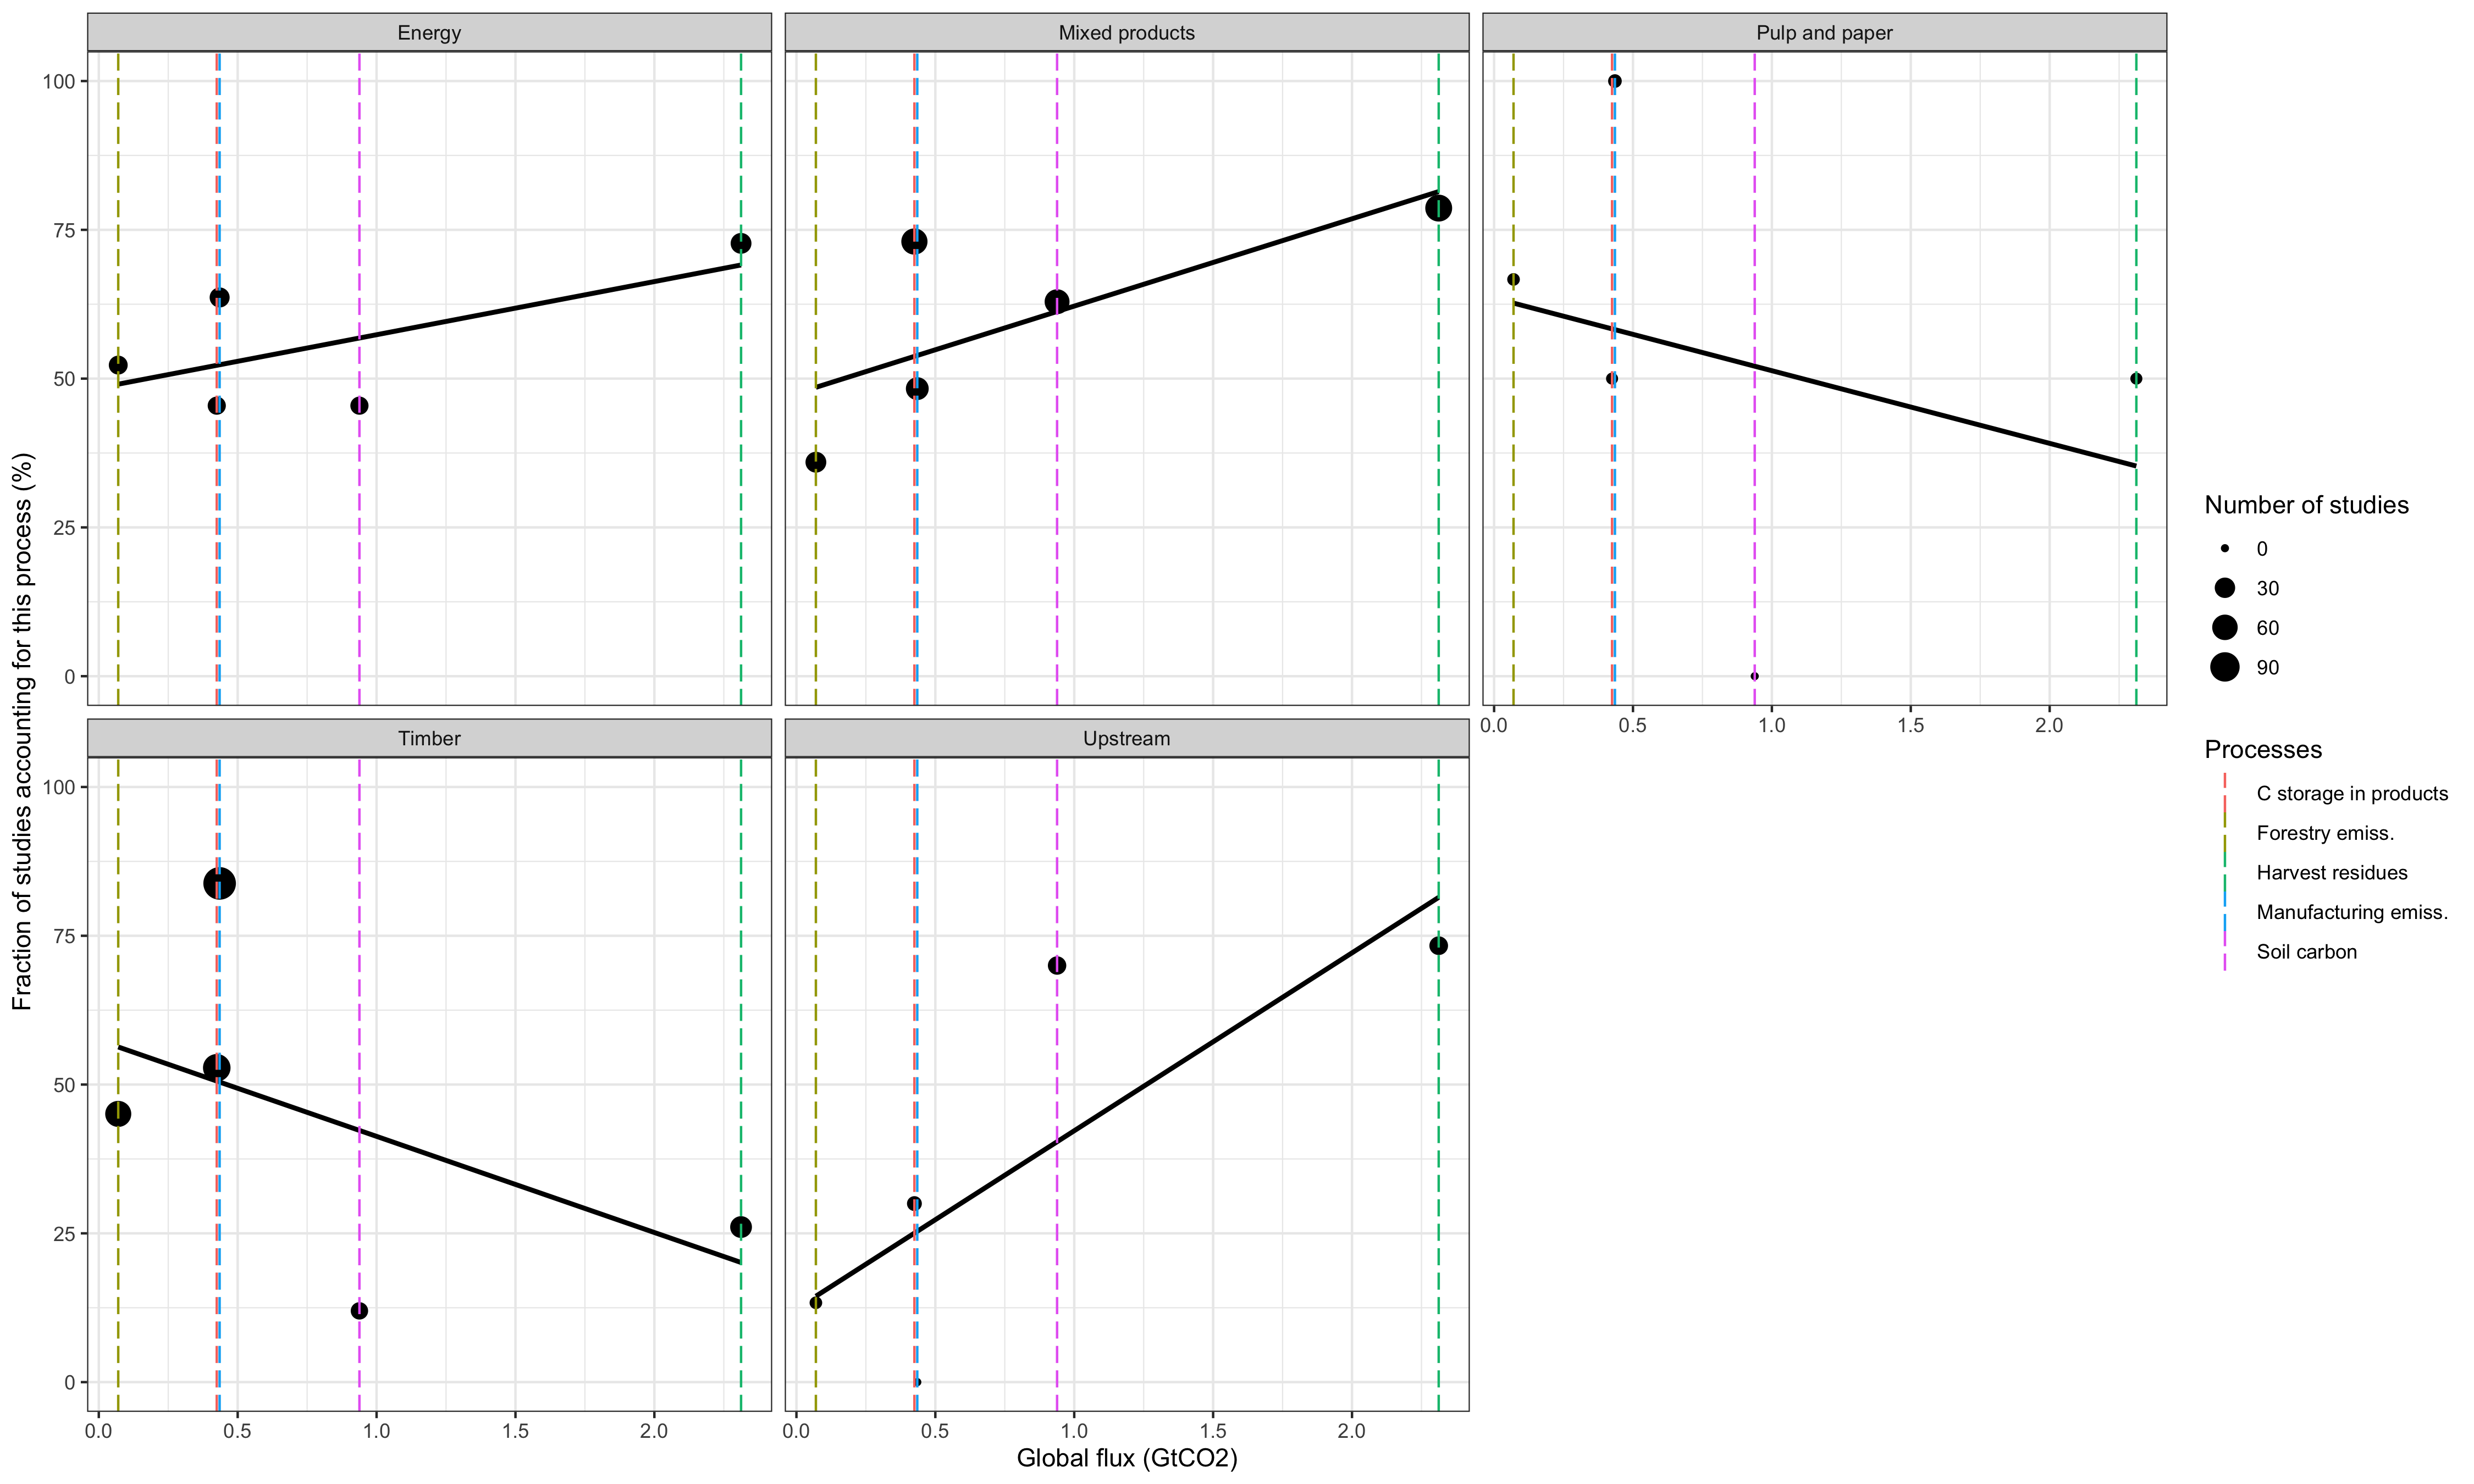 Energy
Mixed products
Pulp and paper
100
75
50
25
0
0.0
0.5
1.0
1.5
2.0
Timber
Upstream
100
75
50
25
0
0.0
0.5
1.0
1.5
2.0
0.0
0.5
1.0
1.5
2.0
Global flux (GtCO2)
Fraction of studies accounting for this process (%)
Number of studies
0
30
60
90
Processes
C storage in products
Forestry emiss.
Harvest residues
Manufacturing emiss.
Soil carbon